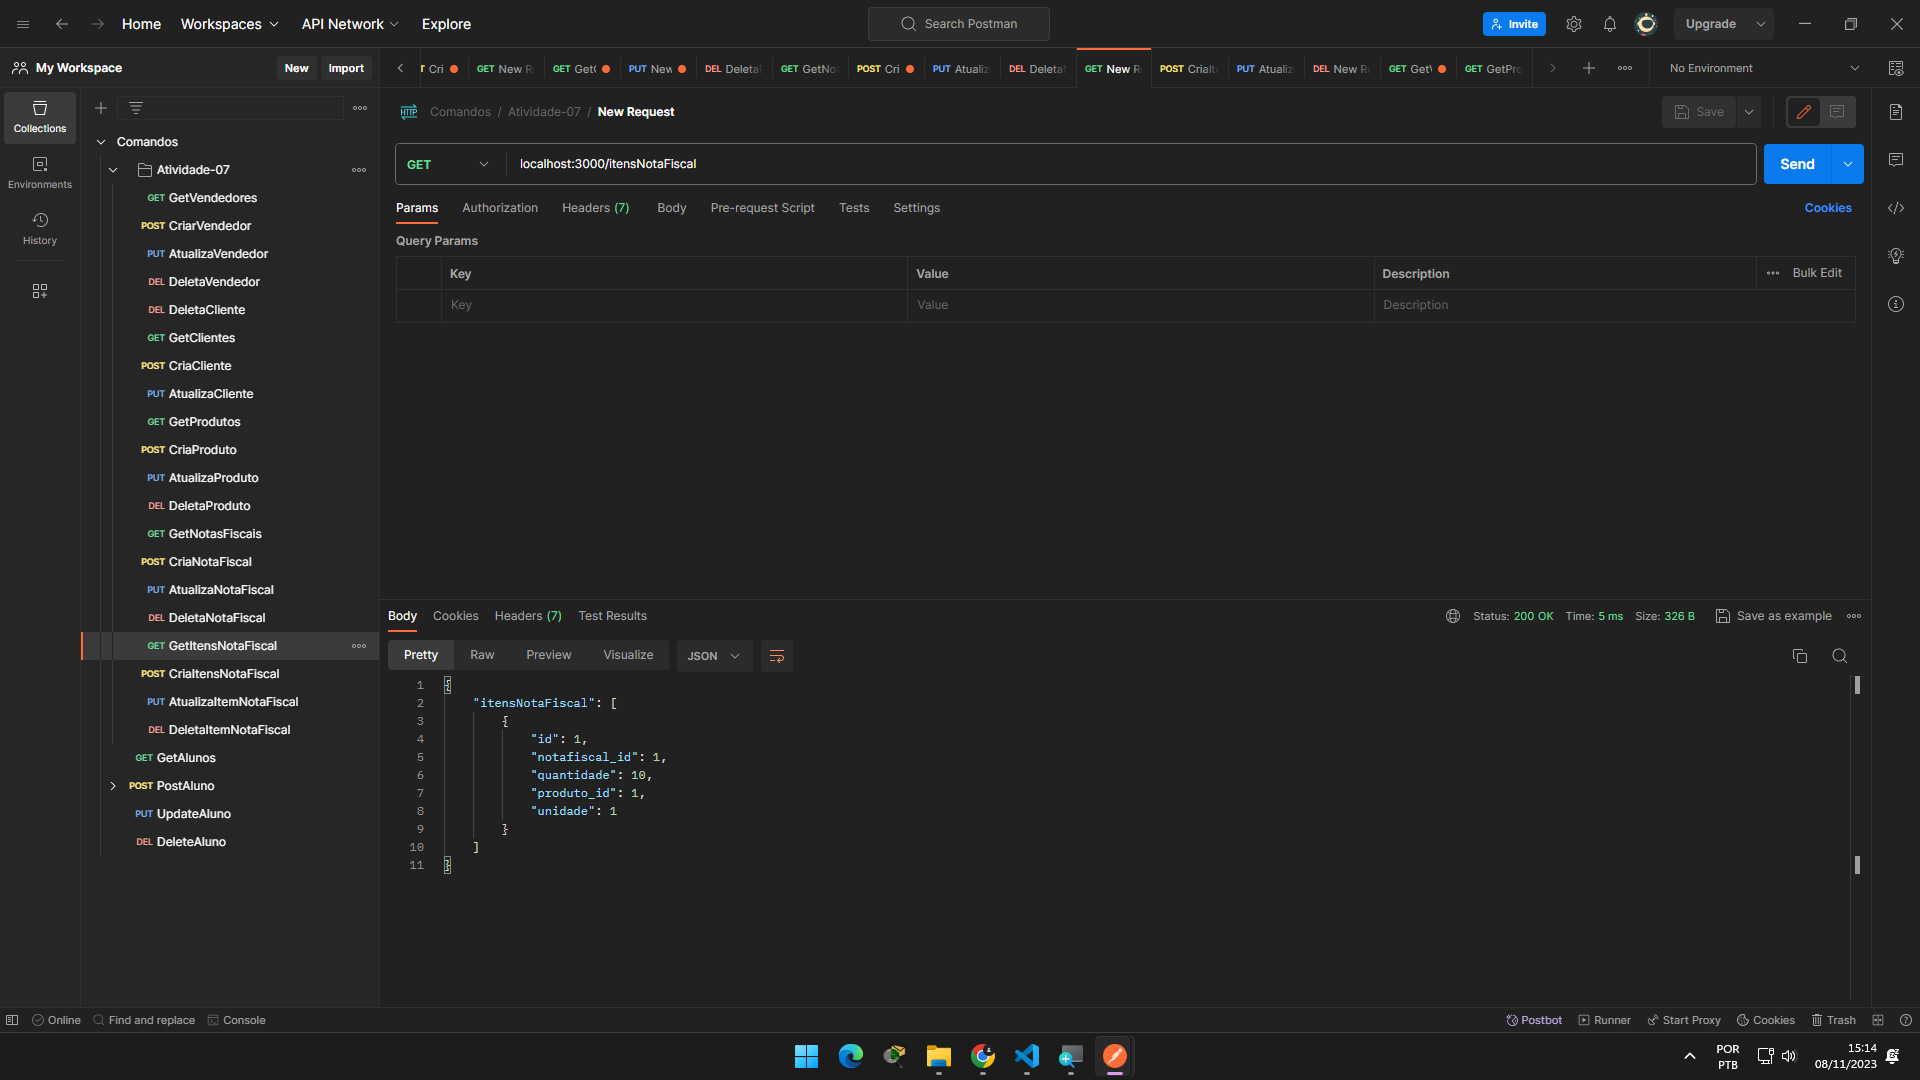 Home Workspaces API Network Explore Search Postman Invite Upgrade
My Workspace New Import
Cri GET New R GET Get( PUT New DEL Deleta GET GetNo POST Cri PUT Atualiz DEL Deleta GET New R POST CriaIte PUT Atualiz DEL New R GET Get GET GetPro No Environment
Collections
Environments
History
Comandos
Atividade-07
GET GetVendedores
POST CriarVendedor
PUT AtualizaVendedor
DEL DeletaVendedor
DEL DeletaCliente
GET GetClientes
POST CriaCliente
PUT AtualizaCliente
GET GetProdutos
POST CriaProduto
PUT AtualizaProduto
DEL DeletaProduto
GET GetNotasFiscais
POST CriaNotaFiscal
PUT AtualizaNotaFiscal
DEL DeletaNotaFiscal
GET GetItensNotaFiscal
POST CriaItensNotaFiscal
PUT AtualizaItemNotaFiscal
DEL DeletaItemNotaFiscal
GET GetAlunos
POST PostAluno
PUT UpdateAluno
DEL DeleteAluno
HTTP Comandos / Atividade-07 / New Request Save
GET localhost:3000/itensNotaFiscal Send
Params Authorization Headers (7) Body Pre-request Script Tests Settings Cookies
Query Params
Key Value Description Bulk Edit
Key Value Description
Body Cookies Headers (7) Test Results Status: 200 OK Time: 5 ms Size: 326 B Save as example
Pretty Raw Preview Visualize JSON
1 {
2 "itensNotaFiscal": [
3 {
4 "id": 1,
5 "notafiscal_id": 1,
6 "quantidade": 10,
7 "produto_id": 1,
8 "unidade": 1
9 }
10 ]
11 }
Online Find and replace Console Postbot Runner Start Proxy Cookies Trash
POR
PTB
15:14
08/11/2023